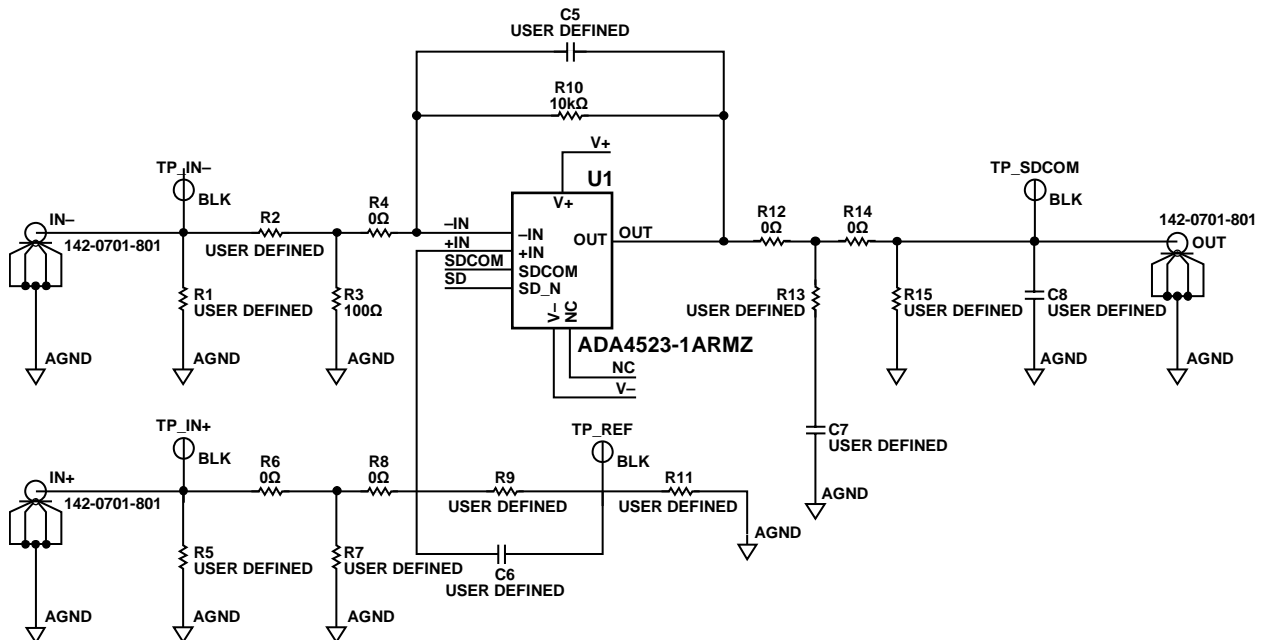 C5
USER DEFINED
R10
10kΩ
V+
TP_IN–
BLK
U1
V+
TP_SDCOM
BLK
IN–
142-0701-801
R2
USER DEFINED
R4
0Ω
–IN
+IN
SDCOM
SD
–IN
+IN
SDCOM
SD_N
OUT
V–
NC
OUT
R12
0Ω
R14
0Ω
142-0701-801
OUT
R1
USER DEFINED
R3
100Ω
R13
USER DEFINED
R15
USER DEFINED
C8
USER DEFINED
ADA4523-1ARMZ
AGND
AGND
AGND
NC
V–
AGND
AGND
AGND
TP_IN+
BLK
TP_REF
BLK
C7
USER DEFINED
IN+
142-0701-801
R6
0Ω
R8
0Ω
R9
USER DEFINED
R11
USER DEFINED
AGND
AGND
R5
USER DEFINED
R7
USER DEFINED
C6
USER DEFINED
AGND
AGND
AGND